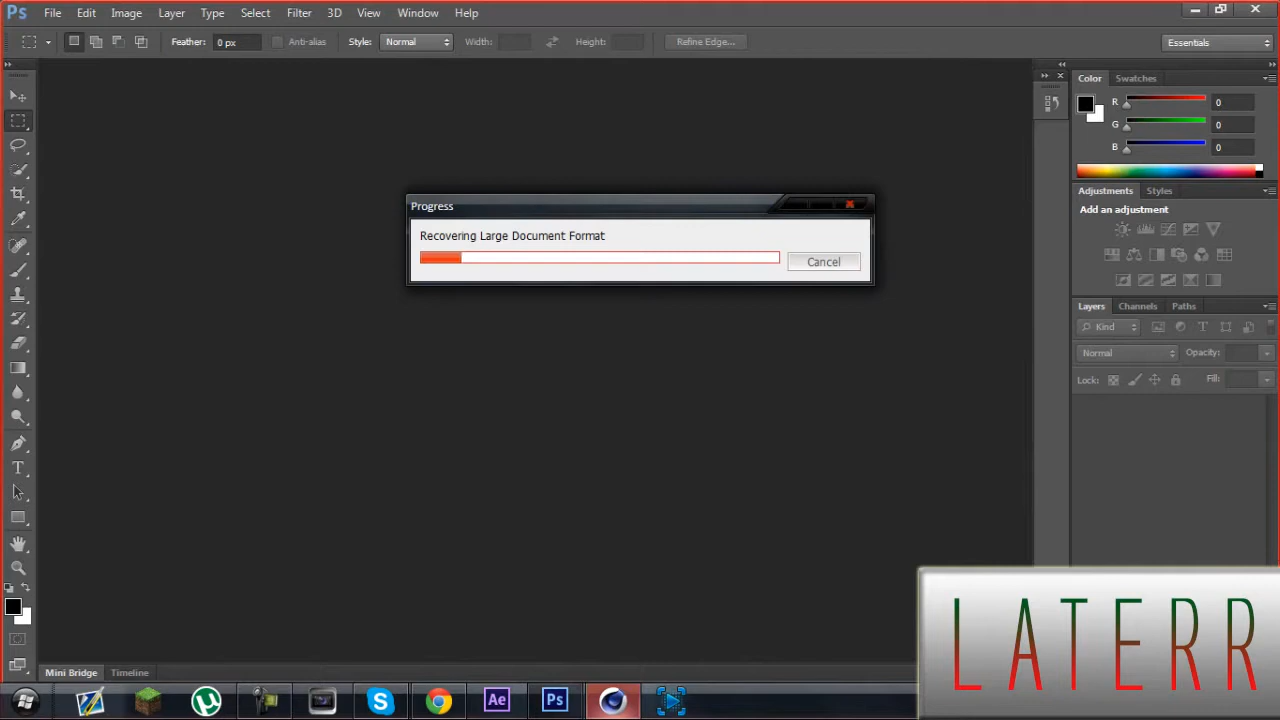 Ps File Edit Image Layer Type Select Filter 3D View Window Help
Feather: 0 px Anti-alias Style: Normal Width: Height: Refine Edge... Essentials
Color Swatches
R 0
G 0
B 0
Adjustments Styles
Add an adjustment
Progress
Recovering Large Document Format
Cancel
Layers Channels Paths
Kind T
Normal Opacity:
Lock: Fill:
T
LATERR
Mini Bridge Timeline
Ae Ps